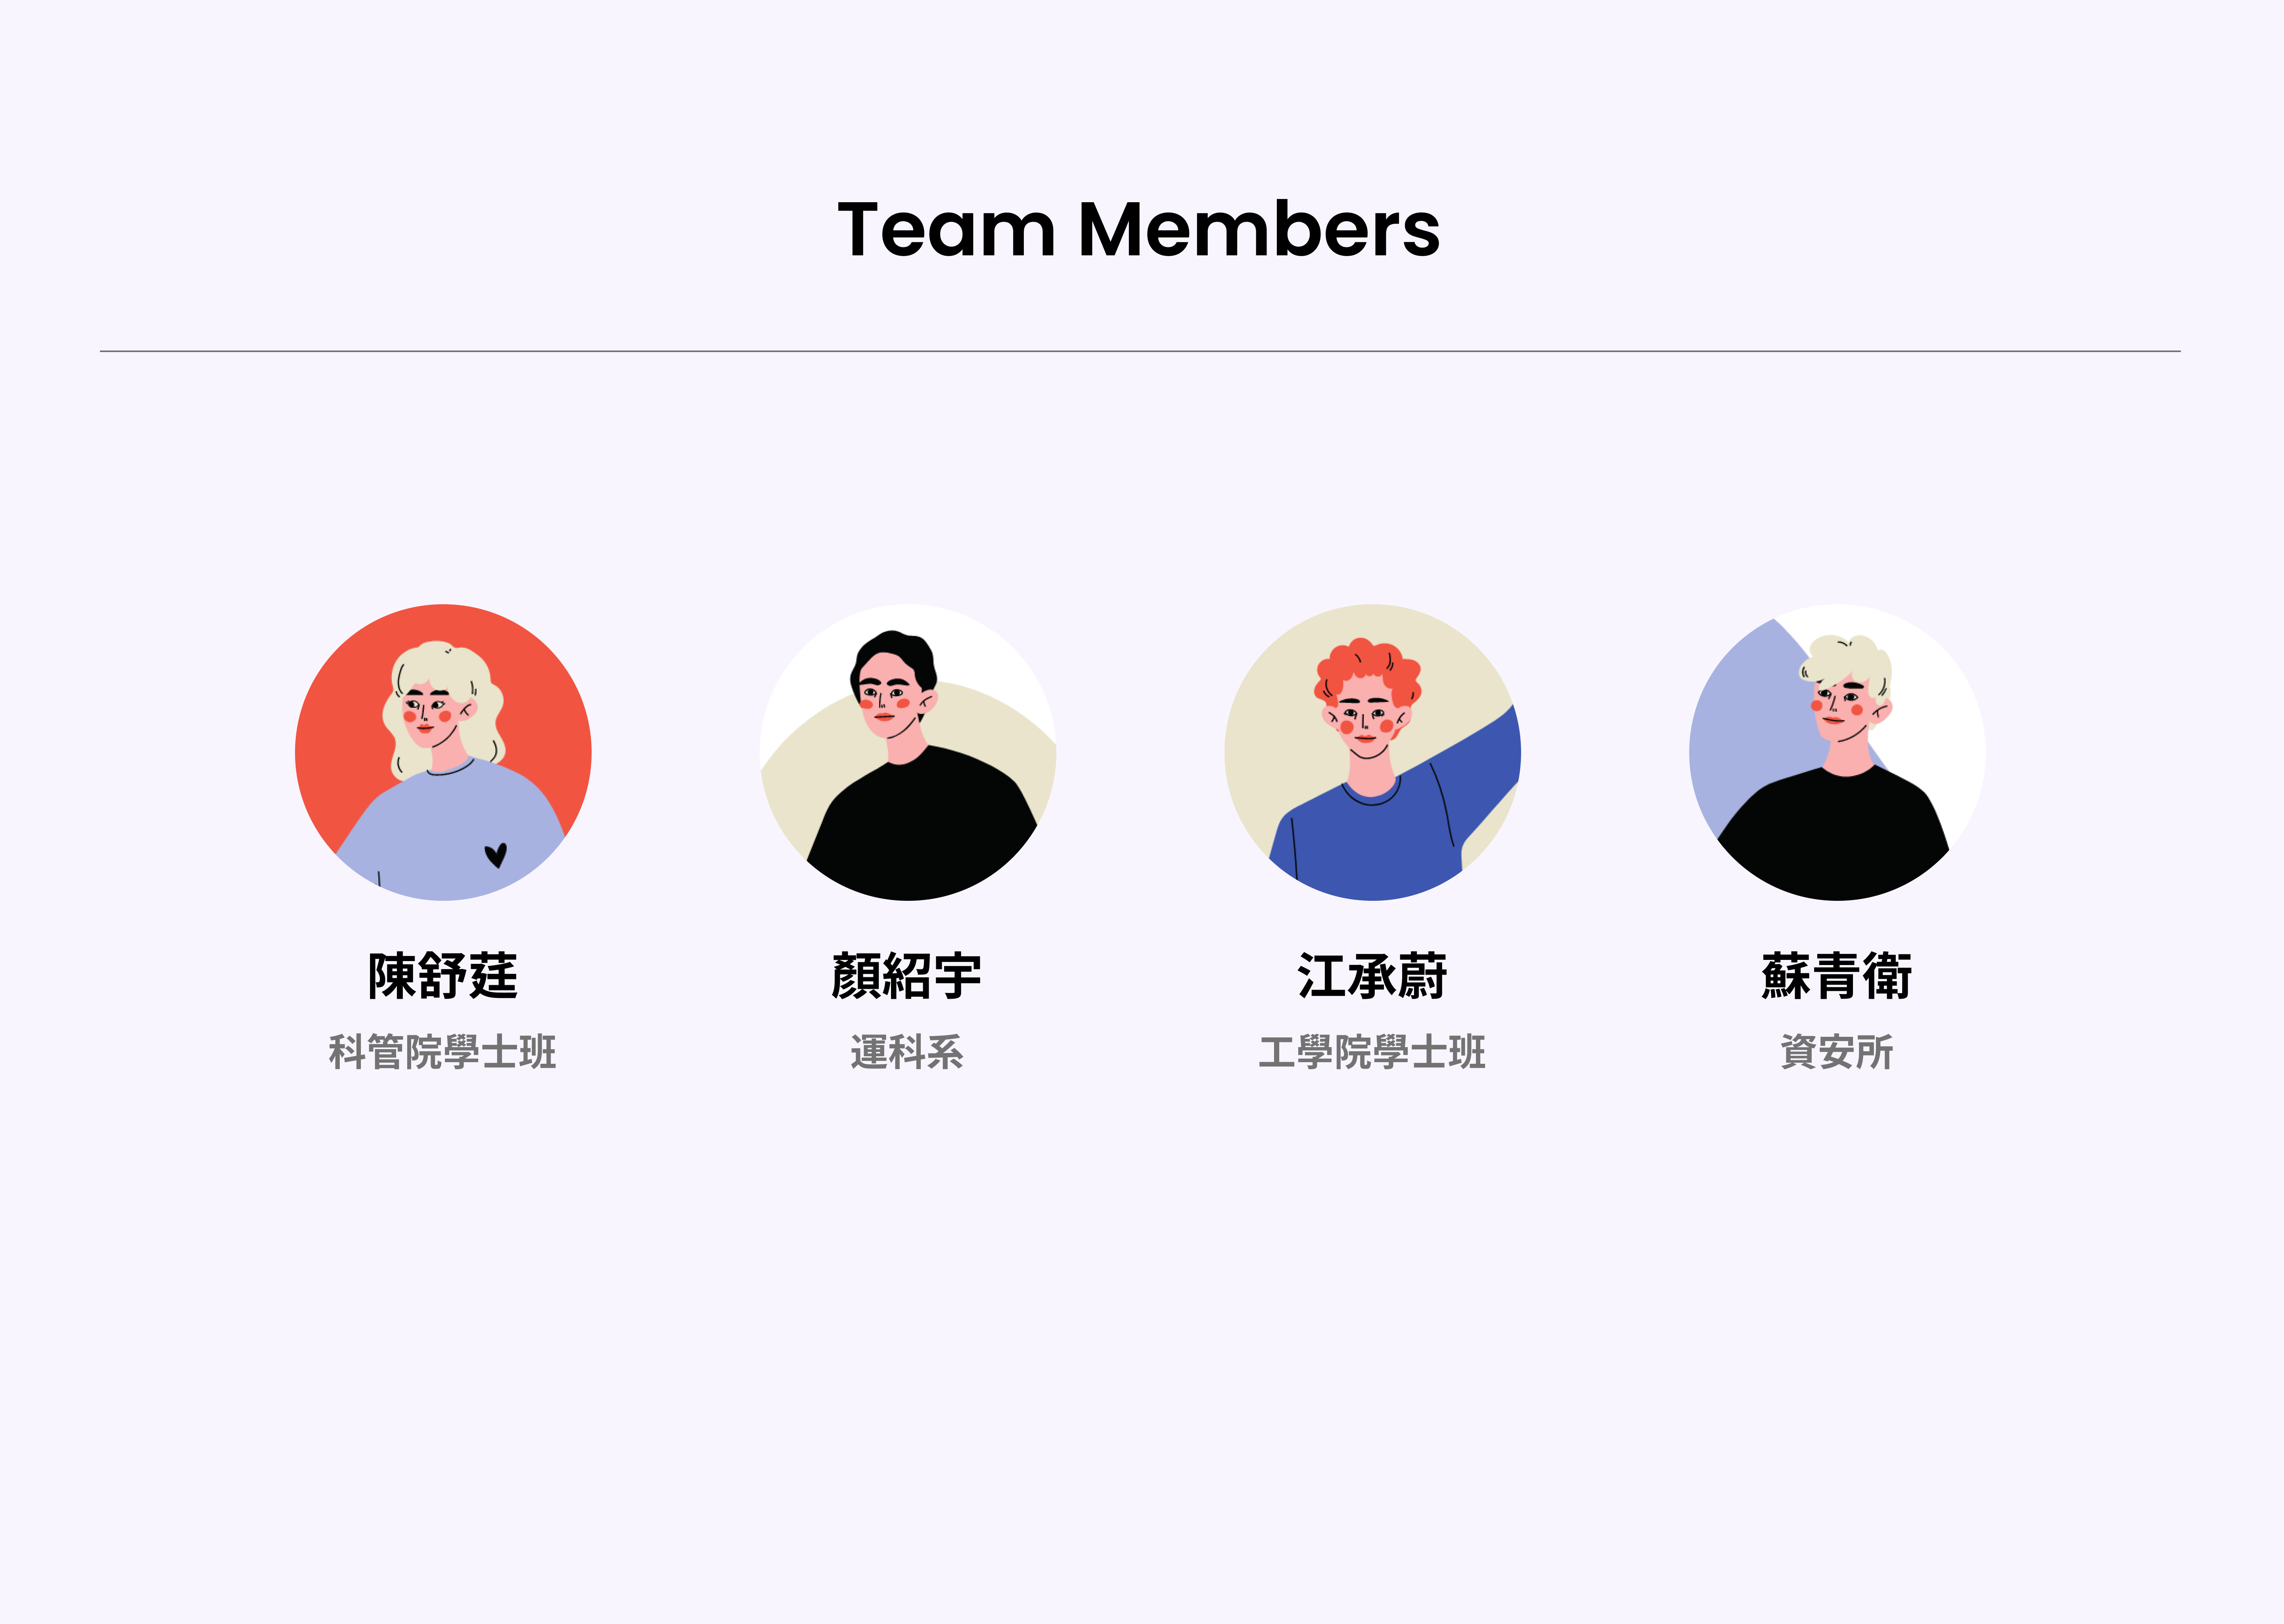 Team Members
陳舒莛
科管院學士班
顏紹宇
運科系
江承蔚
工學院學士班
蘇青衛
資安所